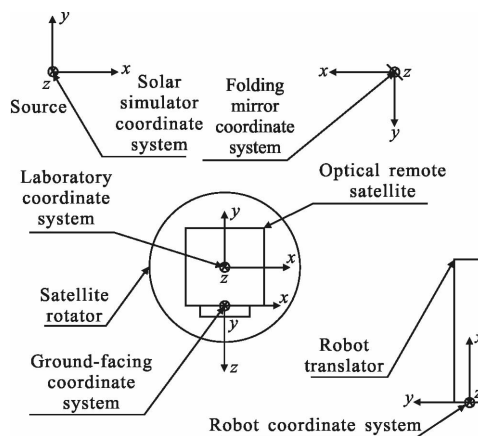 y
x
z
Source
Solar
simulator
coordinate
system
Folding
mirror
coordinate
system
x
z
y
Laboratory
coordinate
system
Optical remote
satellite
y
x
z
Satellite
rotator
x
y
z
Ground-facing
coordinate
system
Robot
translator
x
y
z
Robot coordinate system